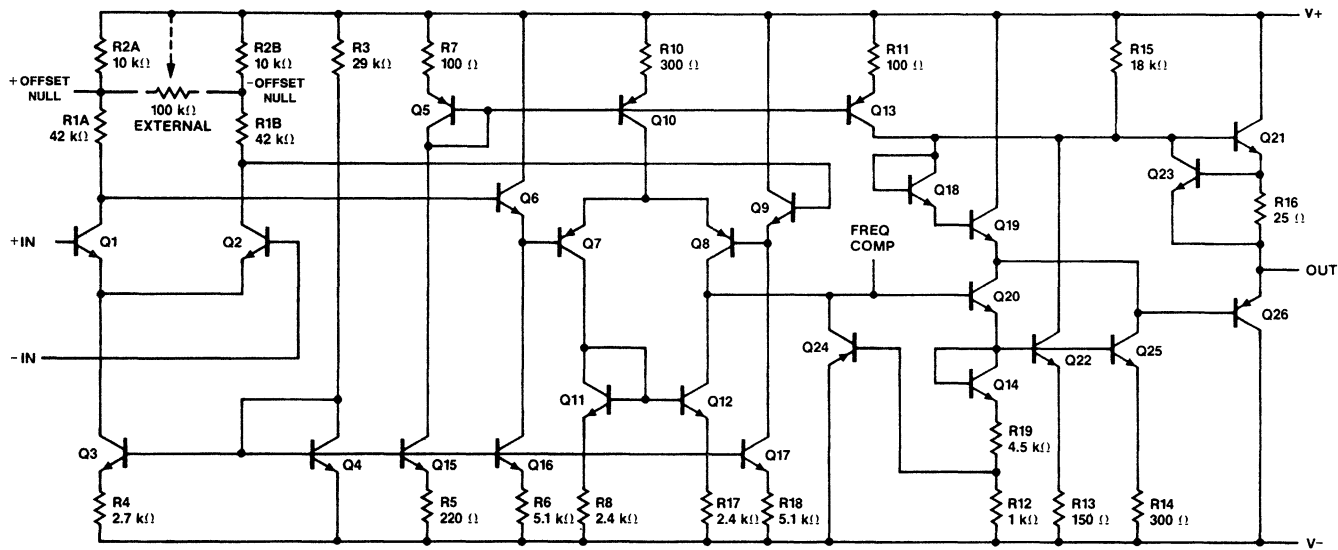 V+
R2A
10 kΩ
R2B
10 kΩ
R3
29 kΩ
R7
100 Ω
R10
300 Ω
R11
100 Ω
R15
18 kΩ
+OFFSET
NULL
-OFFSET
NULL
100 kΩ
EXTERNAL
R1A
42 kΩ
R1B
42 kΩ
Q5
Q10
Q13
Q21
Q23
Q18
Q6
Q9
R16
25 Ω
+IN
Q1
Q2
Q7
Q8
FREQ
COMP
Q19
OUT
Q20
Q26
-IN
Q24
Q22
Q25
Q14
Q11
Q12
Q3
Q4
Q15
Q16
Q17
R19
4.5 kΩ
R4
2.7 kΩ
R5
220 Ω
R6
5.1 kΩ
R8
2.4 kΩ
R17
2.4 kΩ
R18
5.1 kΩ
R12
1 kΩ
R13
150 Ω
R14
300 Ω
V-